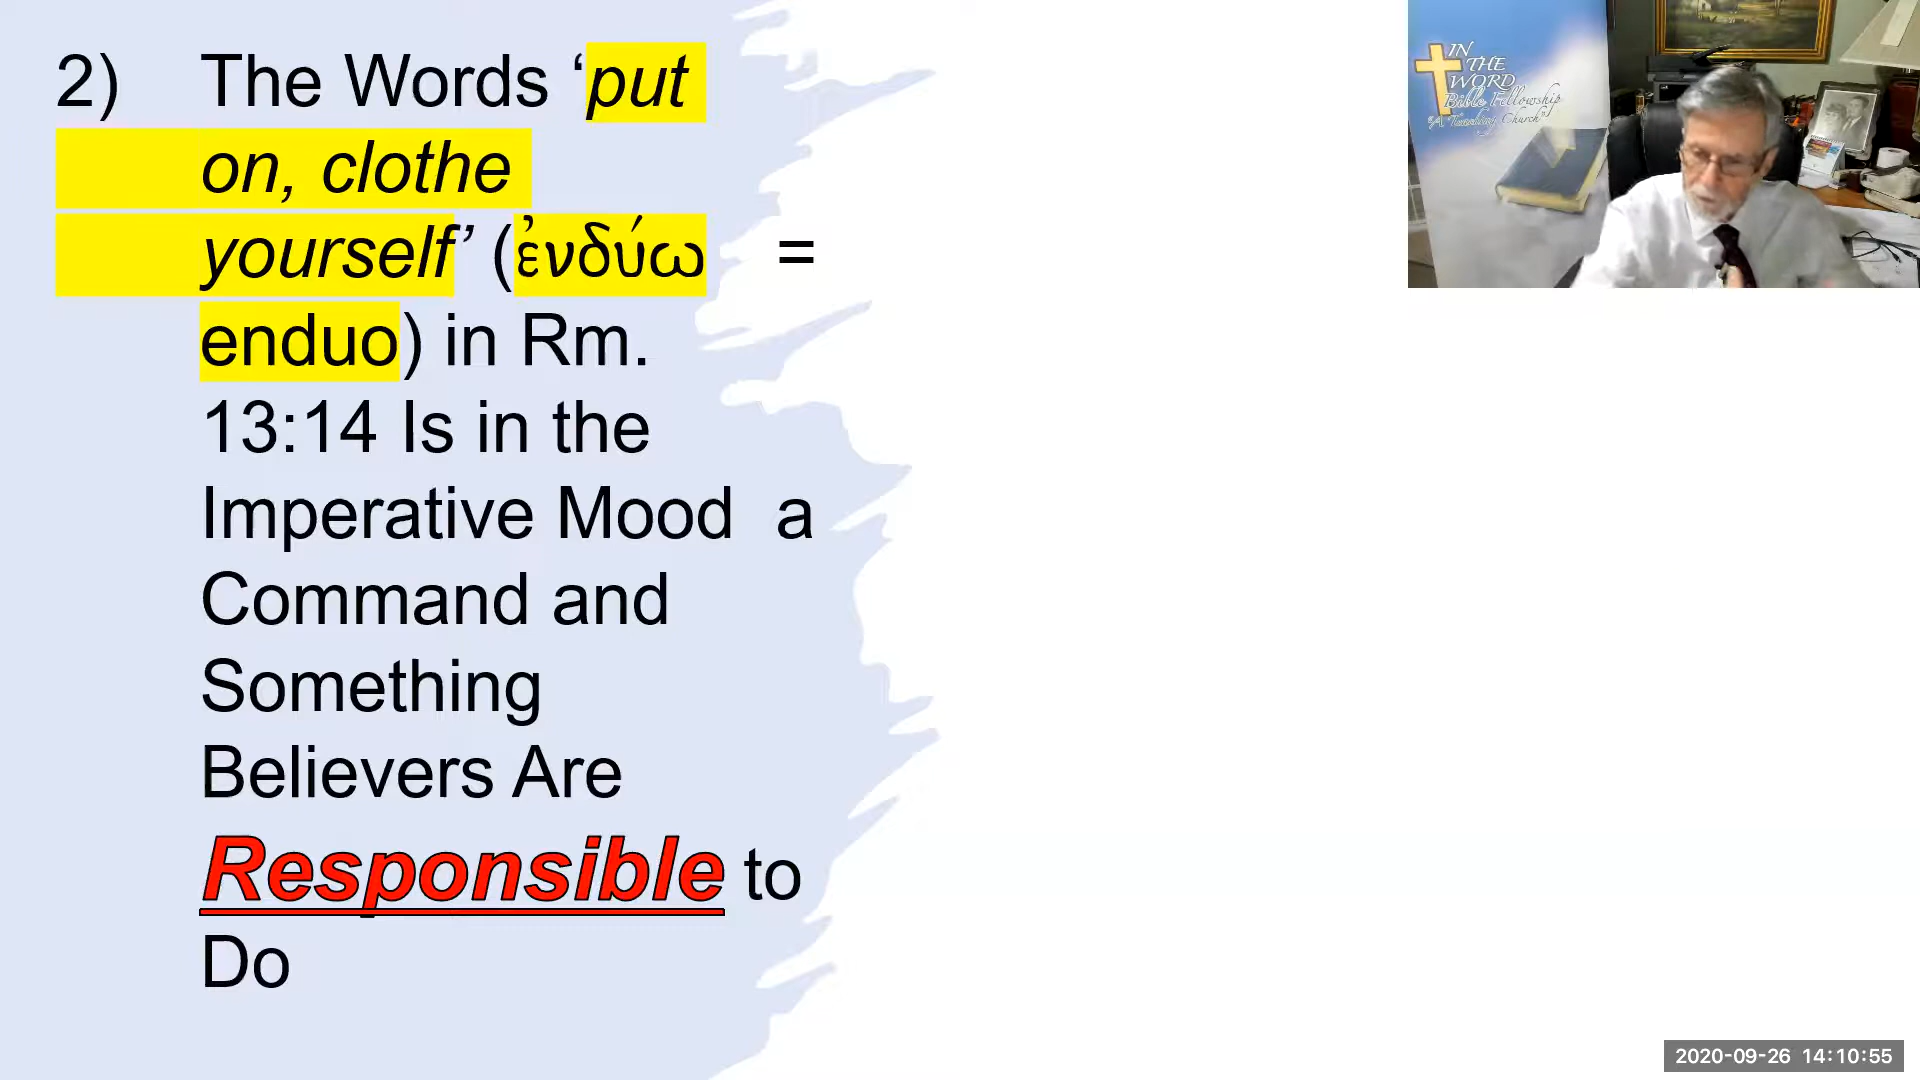 2) The Words ‘put
on, clothe
yourself’ (ἐνδύω =
enduo) in Rm.
13:14 Is in the
Imperative Mood a
Command and
Something
Believers Are
Responsible to
Do
IN
THE
WORD
Bible Fellowship
"A Teaching Church"
2020-09-26 14:10:55